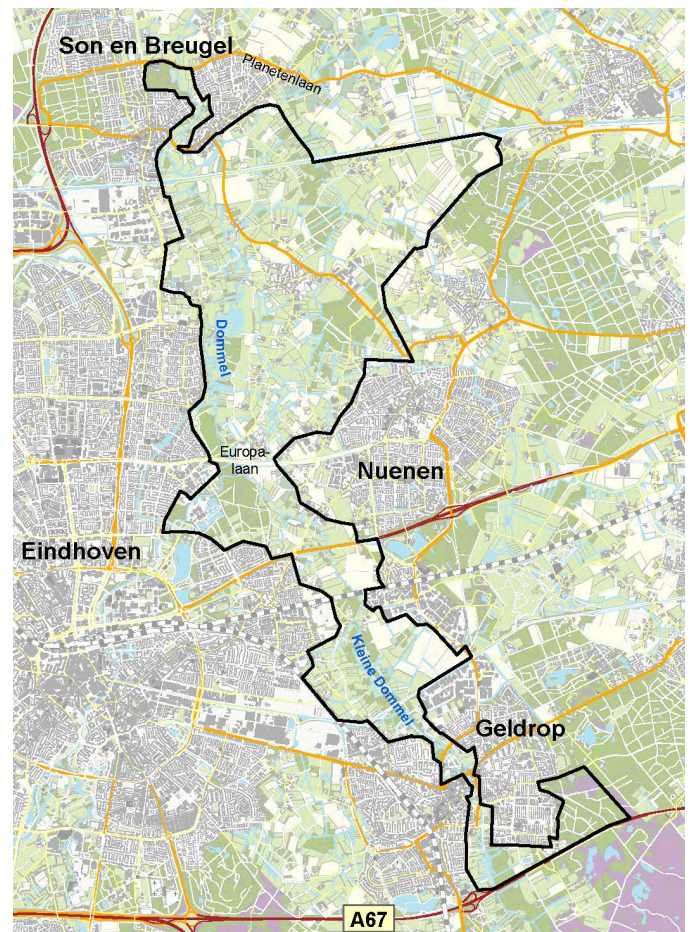 Son en Breugel
Planetenlaan
Dommel
Europa-
laan
Nuenen
Eindhoven
Kleine Dommel
Geldrop
A67